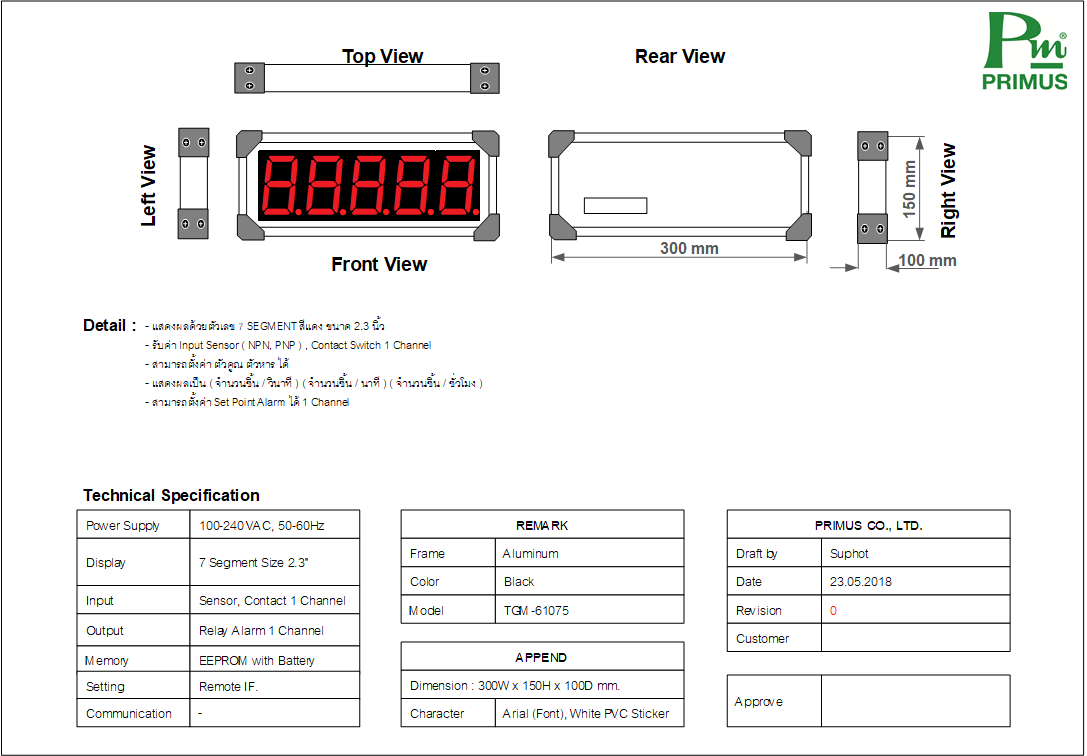 Pm®
PRIMUS
Top View
Rear View
Left View
8.8.8.8.8.
Front View
300 mm
150 mm
Right View
100 mm
Detail :
- แสดงผลด้วยตัวเลข 7 SEGMENT สีแดง ขนาด 2.3 นิ้ว
- รับค่า Input Sensor ( NPN, PNP ) , Contact Switch 1 Channel
- สามารถตั้งค่า ตัวคูณ ตัวหาร ได้
- แสดงผลเป็น ( จำนวนชิ้น / วินาที ) ( จำนวนชิ้น / นาที ) ( จำนวนชิ้น / ชั่วโมง )
- สามารถตั้งค่า Set Point Alarm ได้ 1 Channel
Technical Specification
Power Supply 100-240 VAC, 50-60Hz
Display 7 Segment Size 2.3"
Input Sensor, Contact 1 Channel
Output Relay Alarm 1 Channel
Memory EEPROM with Battery
Setting Remote IF.
Communication -
REMARK
Frame Aluminum
Color Black
Model TGM-61075
APPEND
Dimension : 300W x 150H x 100D mm.
Character Arial (Font), White PVC Sticker
PRIMUS CO., LTD.
Draft by Suphot
Date 23.05.2018
Revision 0
Customer
Approve